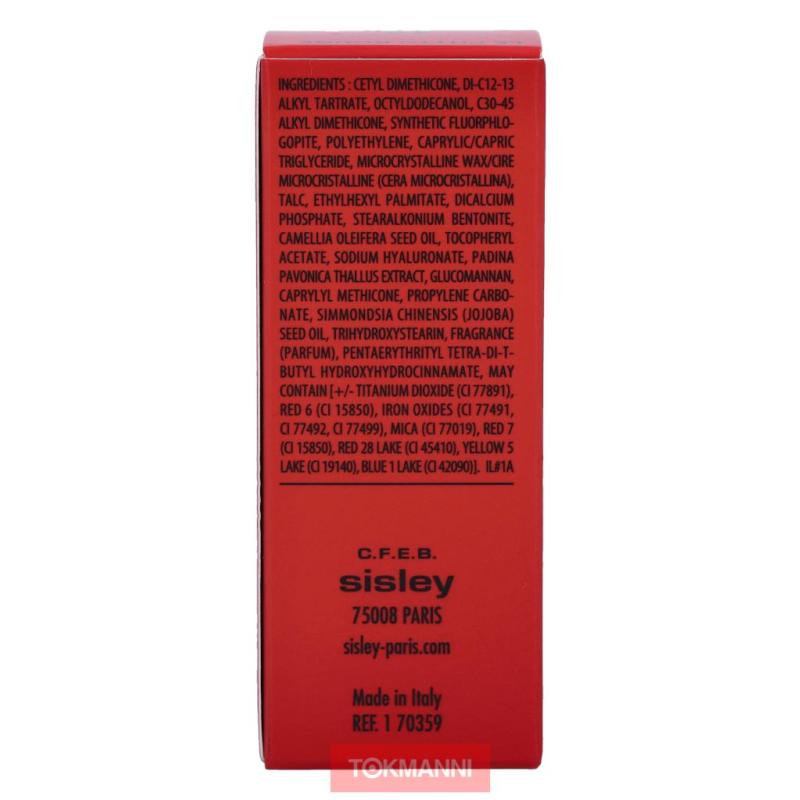 INGREDIENTS : CETYL DIMETHICONE, DI-C12-13
ALKYL TARTRATE, OCTYLDODECANOL, C30-45
ALKYL DIMETHICONE, SYNTHETIC FLUORPHLO-
GOPITE, POLYETHYLENE, CAPRYLIC/CAPRIC
TRIGLYCERIDE, MICROCRYSTALLINE WAX/CIRE
MICROCRISTALLINE (CERA MICROCRISTALLINA),
TALC, ETHYLHEXYL PALMITATE, DICALCIUM
PHOSPHATE, STEARALKONIUM BENTONITE,
CAMELLIA OLEIFERA SEED OIL, TOCOPHERYL
ACETATE, SODIUM HYALURONATE, PADINA
PAVONICA THALLUS EXTRACT, GLUCOMANNAN,
CAPRYLYL METHICONE, PROPYLENE CARBO-
NATE, SIMMONDSIA CHINENSIS (JOJOBA)
SEED OIL, TRIHYDROXYSTEARIN, FRAGRANCE
(PARFUM), PENTAERYTHRITYL TETRA-DI-T-
BUTYL HYDROXYHYDROCINNAMATE, MAY
CONTAIN [+/- TITANIUM DIOXIDE (CI 77891),
RED 6 (CI 15850), IRON OXIDES (CI 77491,
CI 77492, CI 77499), MICA (CI 77019), RED 7
(CI 15850), RED 28 LAKE (CI 45410), YELLOW 5
LAKE (CI 19140), BLUE 1 LAKE (CI 42090)]. IL#1A
C.F.E.B.
sisley
75008 PARIS
sisley-paris.com
Made in Italy
REF. 1 70359
TOKMANNI